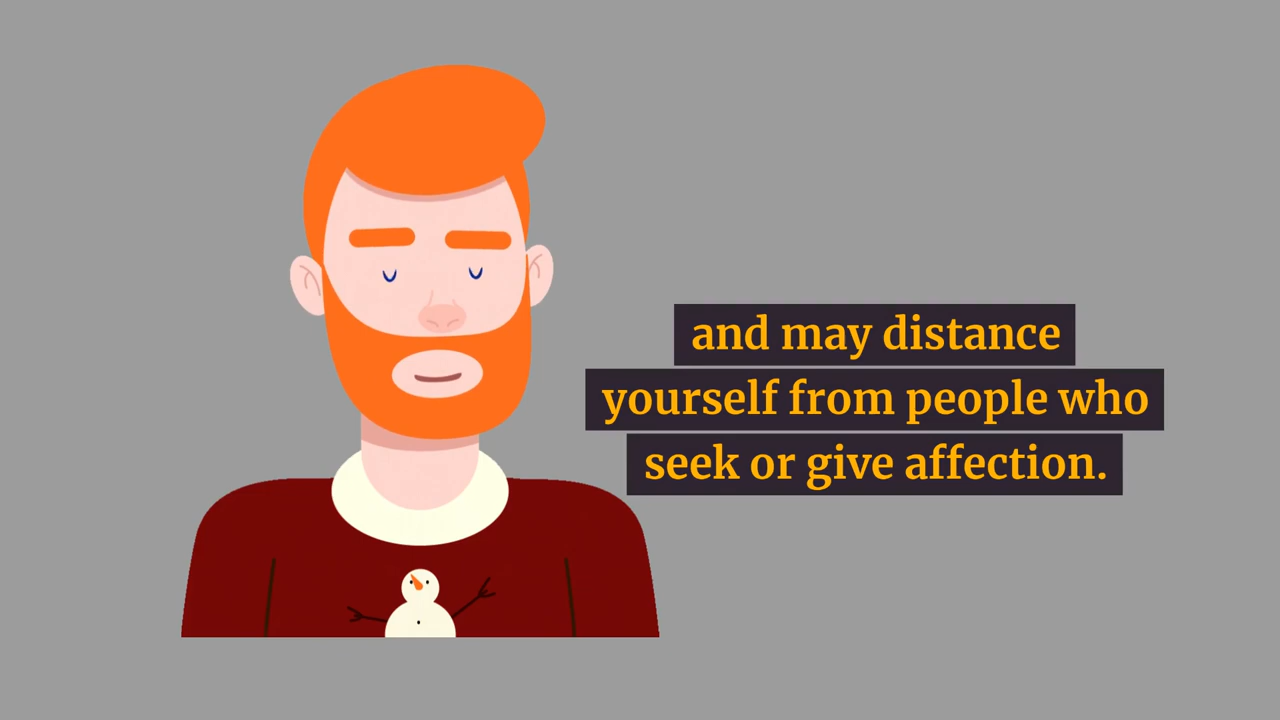 and may distance
yourself from people who
seek or give affection.